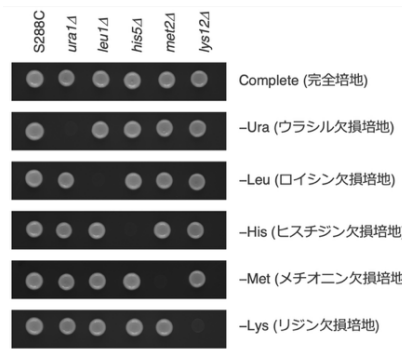 S288C ura1Δ leu1Δ his5Δ met2Δ lys12Δ
Complete (完全培地)
–Ura (ウラシル欠損培地)
–Leu (ロイシン欠損培地)
–His (ヒスチジン欠損培地
–Met (メチオニン欠損培地
–Lys (リジン欠損培地)